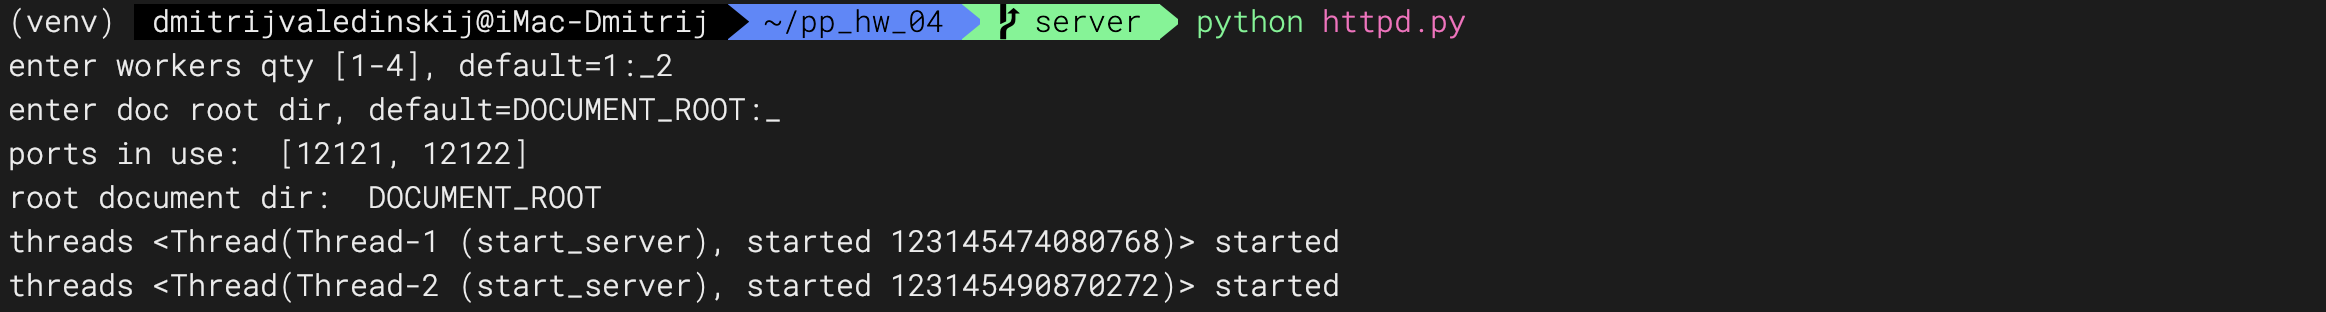 (venv) dmitrijvaledinskij@iMac-Dmitrij ~/pp_hw_04 server python httpd.py
enter workers qty [1-4], default=1:_2
enter doc root dir, default=DOCUMENT_ROOT:_
ports in use:  [12121, 12122]
root document dir:  DOCUMENT_ROOT
threads <Thread(Thread-1 (start_server), started 123145474080768)> started
threads <Thread(Thread-2 (start_server), started 123145490870272)> started